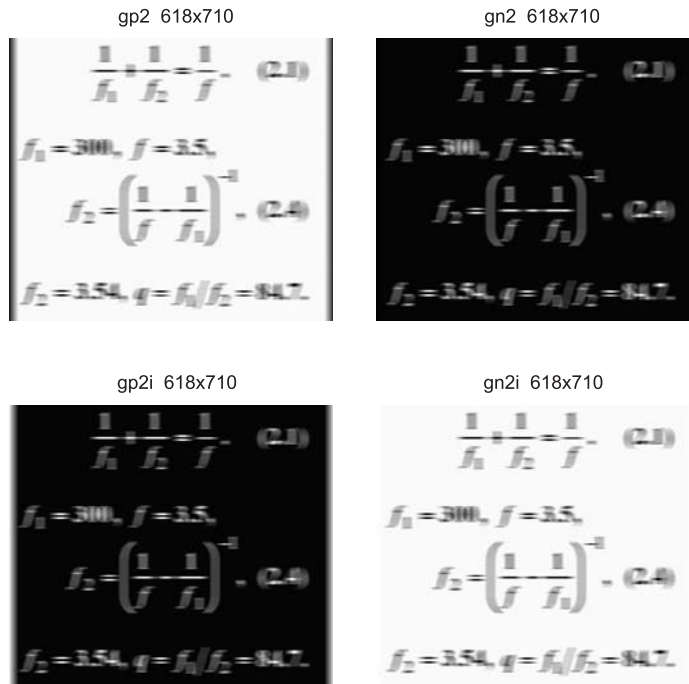 gp2 618x710
1/f₁ + 1/f₂ = 1/f. (2.1)
f₁ = 300, f = 3.5,
f₂ = (1/f − 1/f₁)⁻¹, (2.4)
f₂ = 3.54, q = f₁/f₂ = 84.7.
gn2 618x710
1/f₁ + 1/f₂ = 1/f. (2.1)
f₁ = 300, f = 3.5,
f₂ = (1/f − 1/f₁)⁻¹, (2.4)
f₂ = 3.54, q = f₁/f₂ = 84.7.
gp2i 618x710
1/f₁ + 1/f₂ = 1/f. (2.1)
f₁ = 300, f = 3.5,
f₂ = (1/f − 1/f₁)⁻¹, (2.4)
f₂ = 3.54, q = f₁/f₂ = 84.7.
gn2i 618x710
1/f₁ + 1/f₂ = 1/f. (2.1)
f₁ = 300, f = 3.5,
f₂ = (1/f − 1/f₁)⁻¹, (2.4)
f₂ = 3.54, q = f₁/f₂ = 84.7.